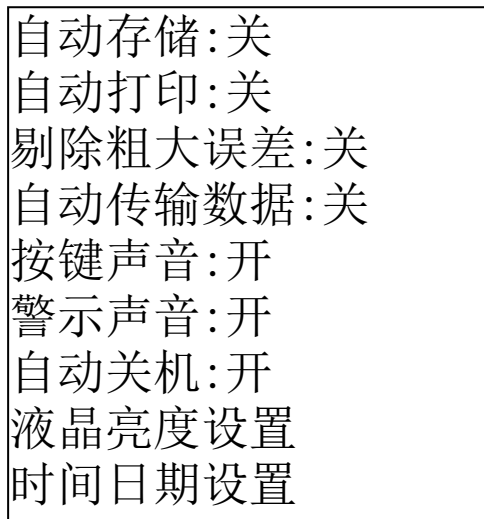 自动存储:关
自动打印:关
剔除粗大误差:关
自动传输数据:关
按键声音:开
警示声音:开
自动关机:开
液晶亮度设置
时间日期设置